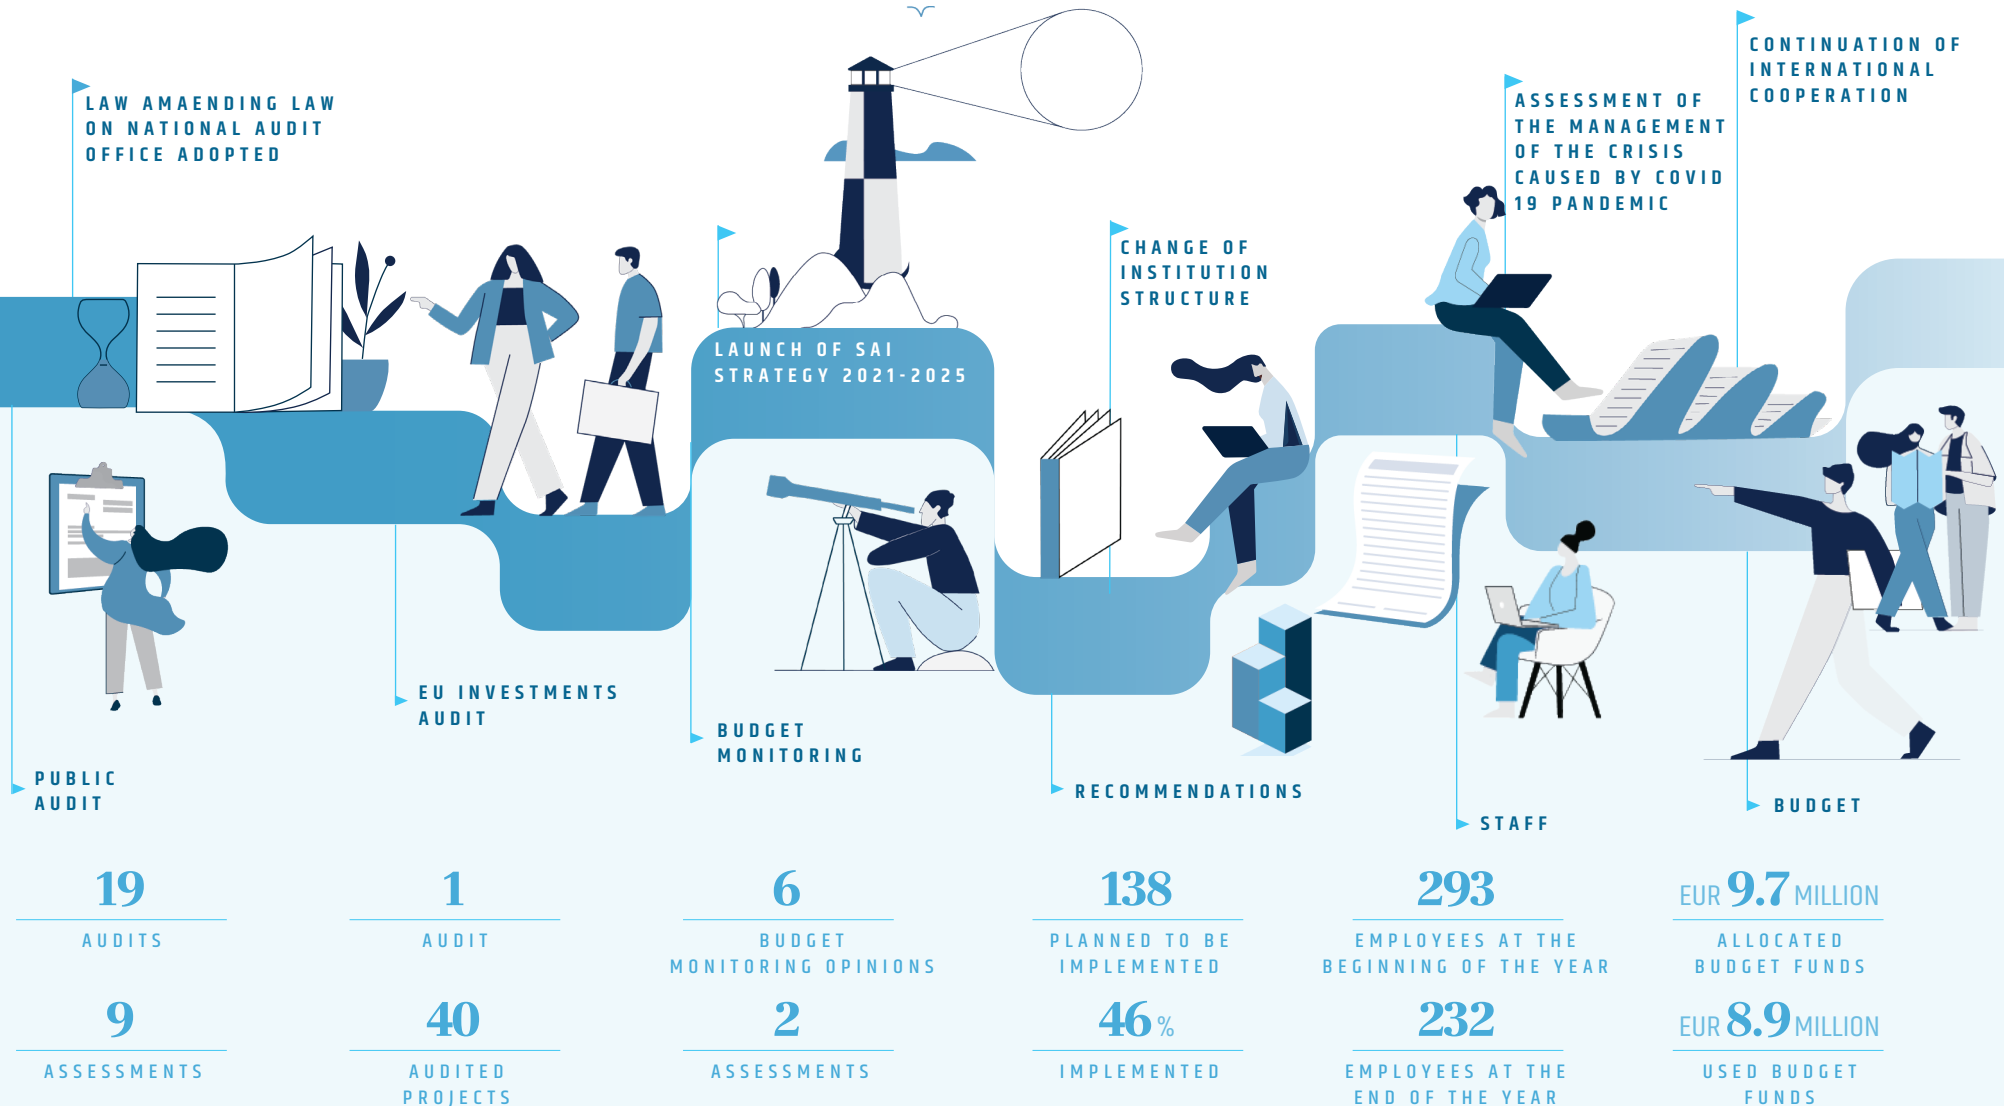 LAW AMAENDING LAW
ON NATIONAL AUDIT
OFFICE ADOPTED
LAUNCH OF SAI
STRATEGY 2021-2025
CHANGE OF
INSTITUTION
STRUCTURE
ASSESSMENT OF
THE MANAGEMENT
OF THE CRISIS
CAUSED BY COVID
19 PANDEMIC
CONTINUATION OF
INTERNATIONAL
COOPERATION
PUBLIC
AUDIT
EU INVESTMENTS
AUDIT
BUDGET
MONITORING
RECOMMENDATIONS
STAFF
BUDGET
19
AUDITS
9
ASSESSMENTS
1
AUDIT
40
AUDITED
PROJECTS
6
BUDGET
MONITORING OPINIONS
2
ASSESSMENTS
138
PLANNED TO BE
IMPLEMENTED
46 %
IMPLEMENTED
293
EMPLOYEES AT THE
BEGINNING OF THE YEAR
232
EMPLOYEES AT THE
END OF THE YEAR
EUR 9.7 MILLION
ALLOCATED
BUDGET FUNDS
EUR 8.9 MILLION
USED BUDGET
FUNDS